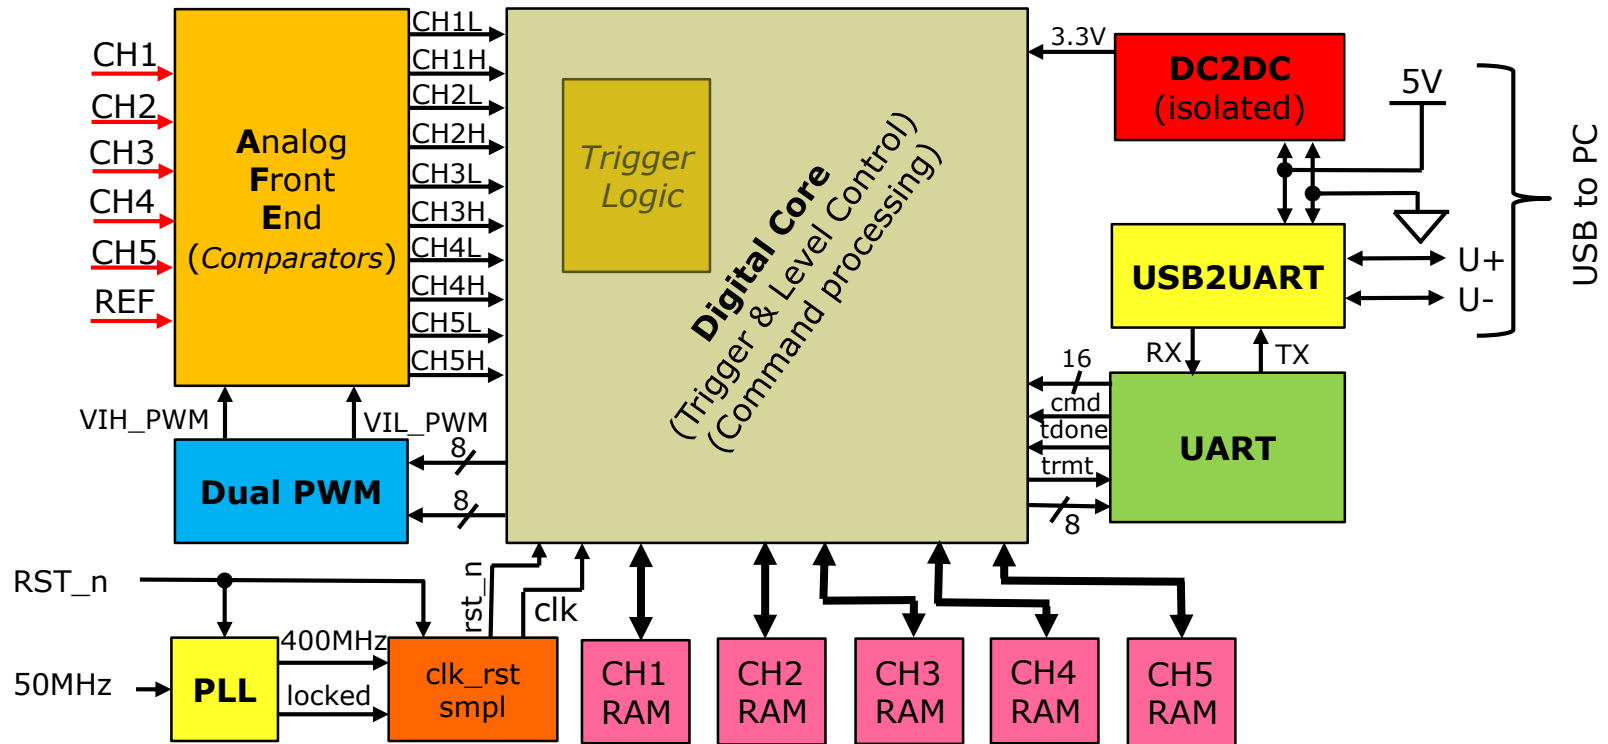 CH1
CH2
CH3
CH4
CH5
REF
Analog
Front
End
(Comparators)
CH1L
CH1H
CH2L
CH2H
CH3L
CH3H
CH4L
CH4H
CH5L
CH5H
Trigger
Logic
Digital Core
(Trigger & Level Control)
(Command processing)
3.3V
DC2DC
(isolated)
5V
USB to PC
USB2UART
U+
U-
RX
TX
16
cmd
tdone
trmt
8
UART
VIH_PWM
VIL_PWM
Dual PWM
8
8
RST_n
50MHz
PLL
400MHz
locked
clk_rst
smpl
rst_n
clk
CH1
RAM
CH2
RAM
CH3
RAM
CH4
RAM
CH5
RAM